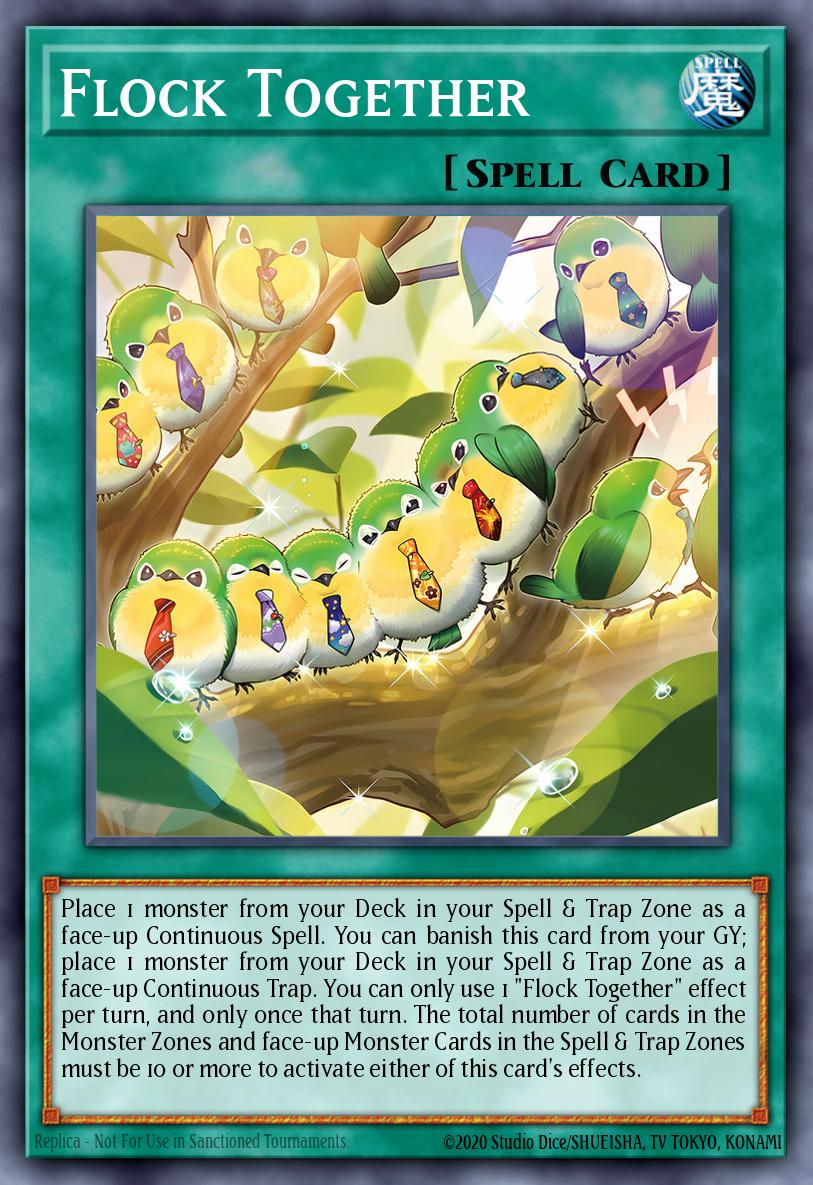 Flock Together
SPELL
魔
[Spell Card]
Place 1 monster from your Deck in your Spell & Trap Zone as a
face-up Continuous Spell. You can banish this card from your GY;
place 1 monster from your Deck in your Spell & Trap Zone as a
face-up Continuous Trap. You can only use 1 "Flock Together" effect
per turn, and only once that turn. The total number of cards in the
Monster Zones and face-up Monster Cards in the Spell & Trap Zones
must be 10 or more to activate either of this card's effects.
Replica - Not For Use in Sanctioned Tournaments.
©2020 Studio Dice/SHUEISHA, TV TOKYO, KONAMI